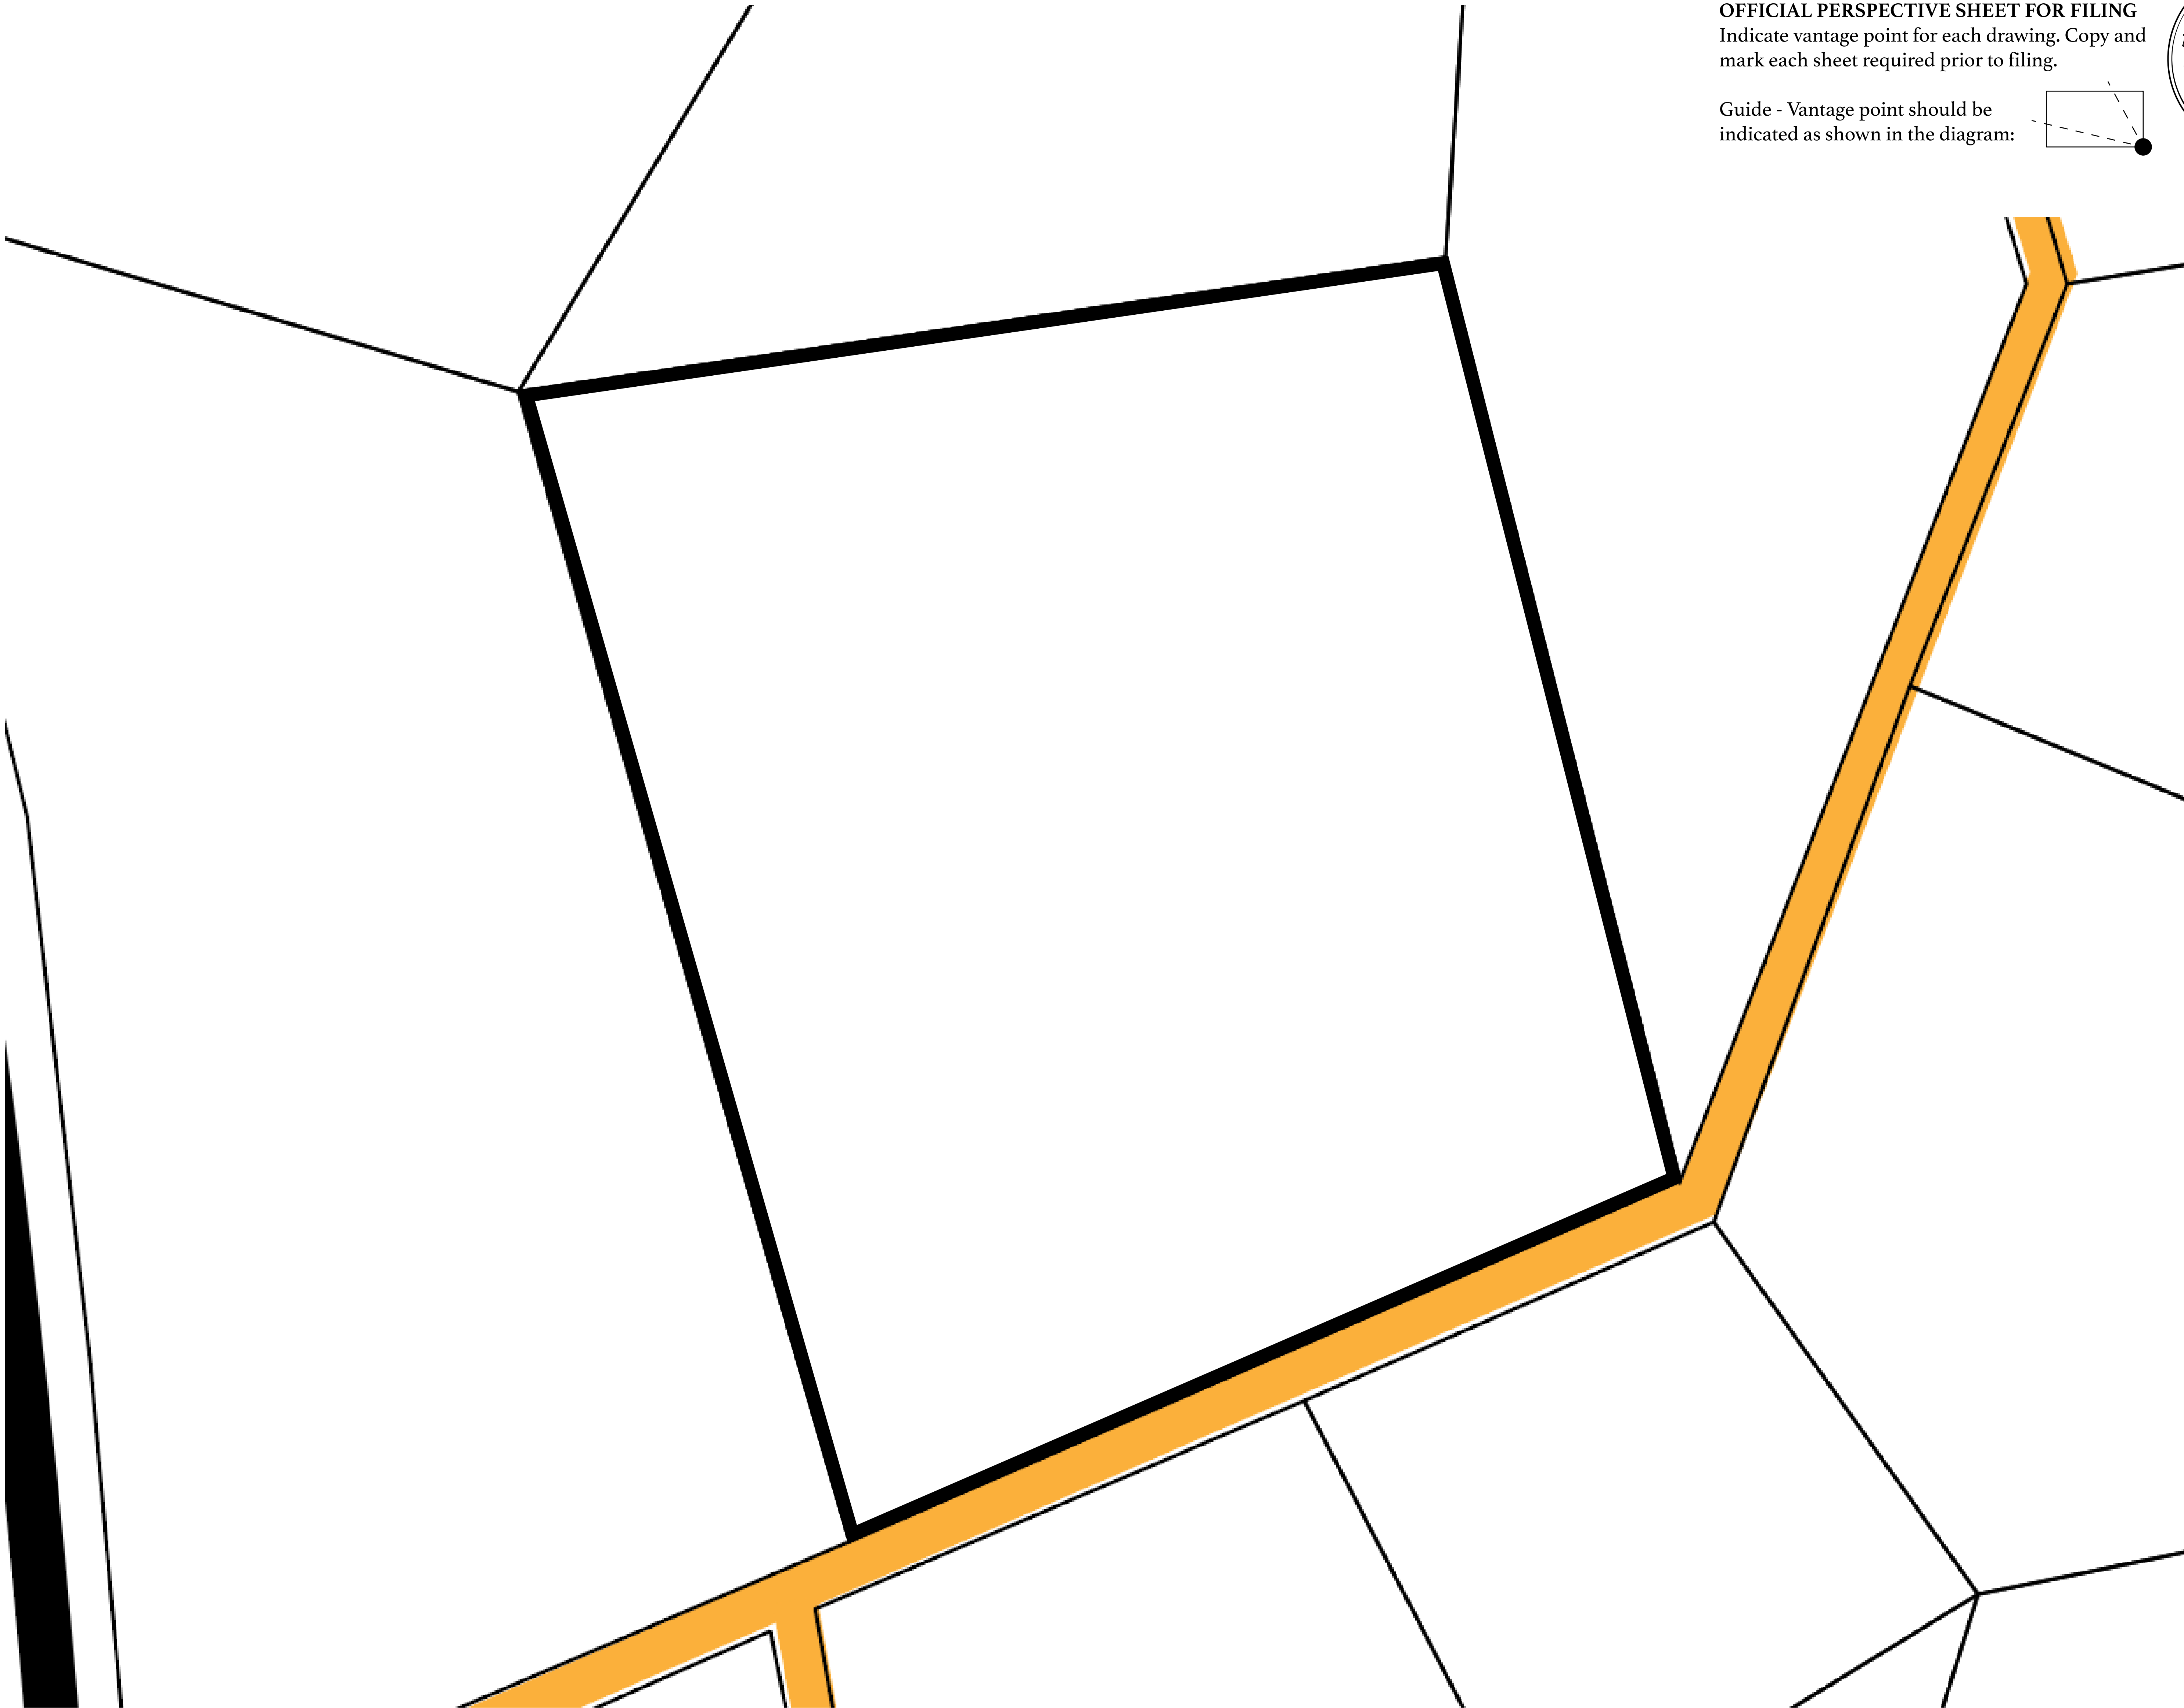 OFFICIAL PERSPECTIVE SHEET FOR FILING
Indicate vantage point for each drawing. Copy and
mark each sheet required prior to filing.
Guide - Vantage point should be
indicated as shown in the diagram: